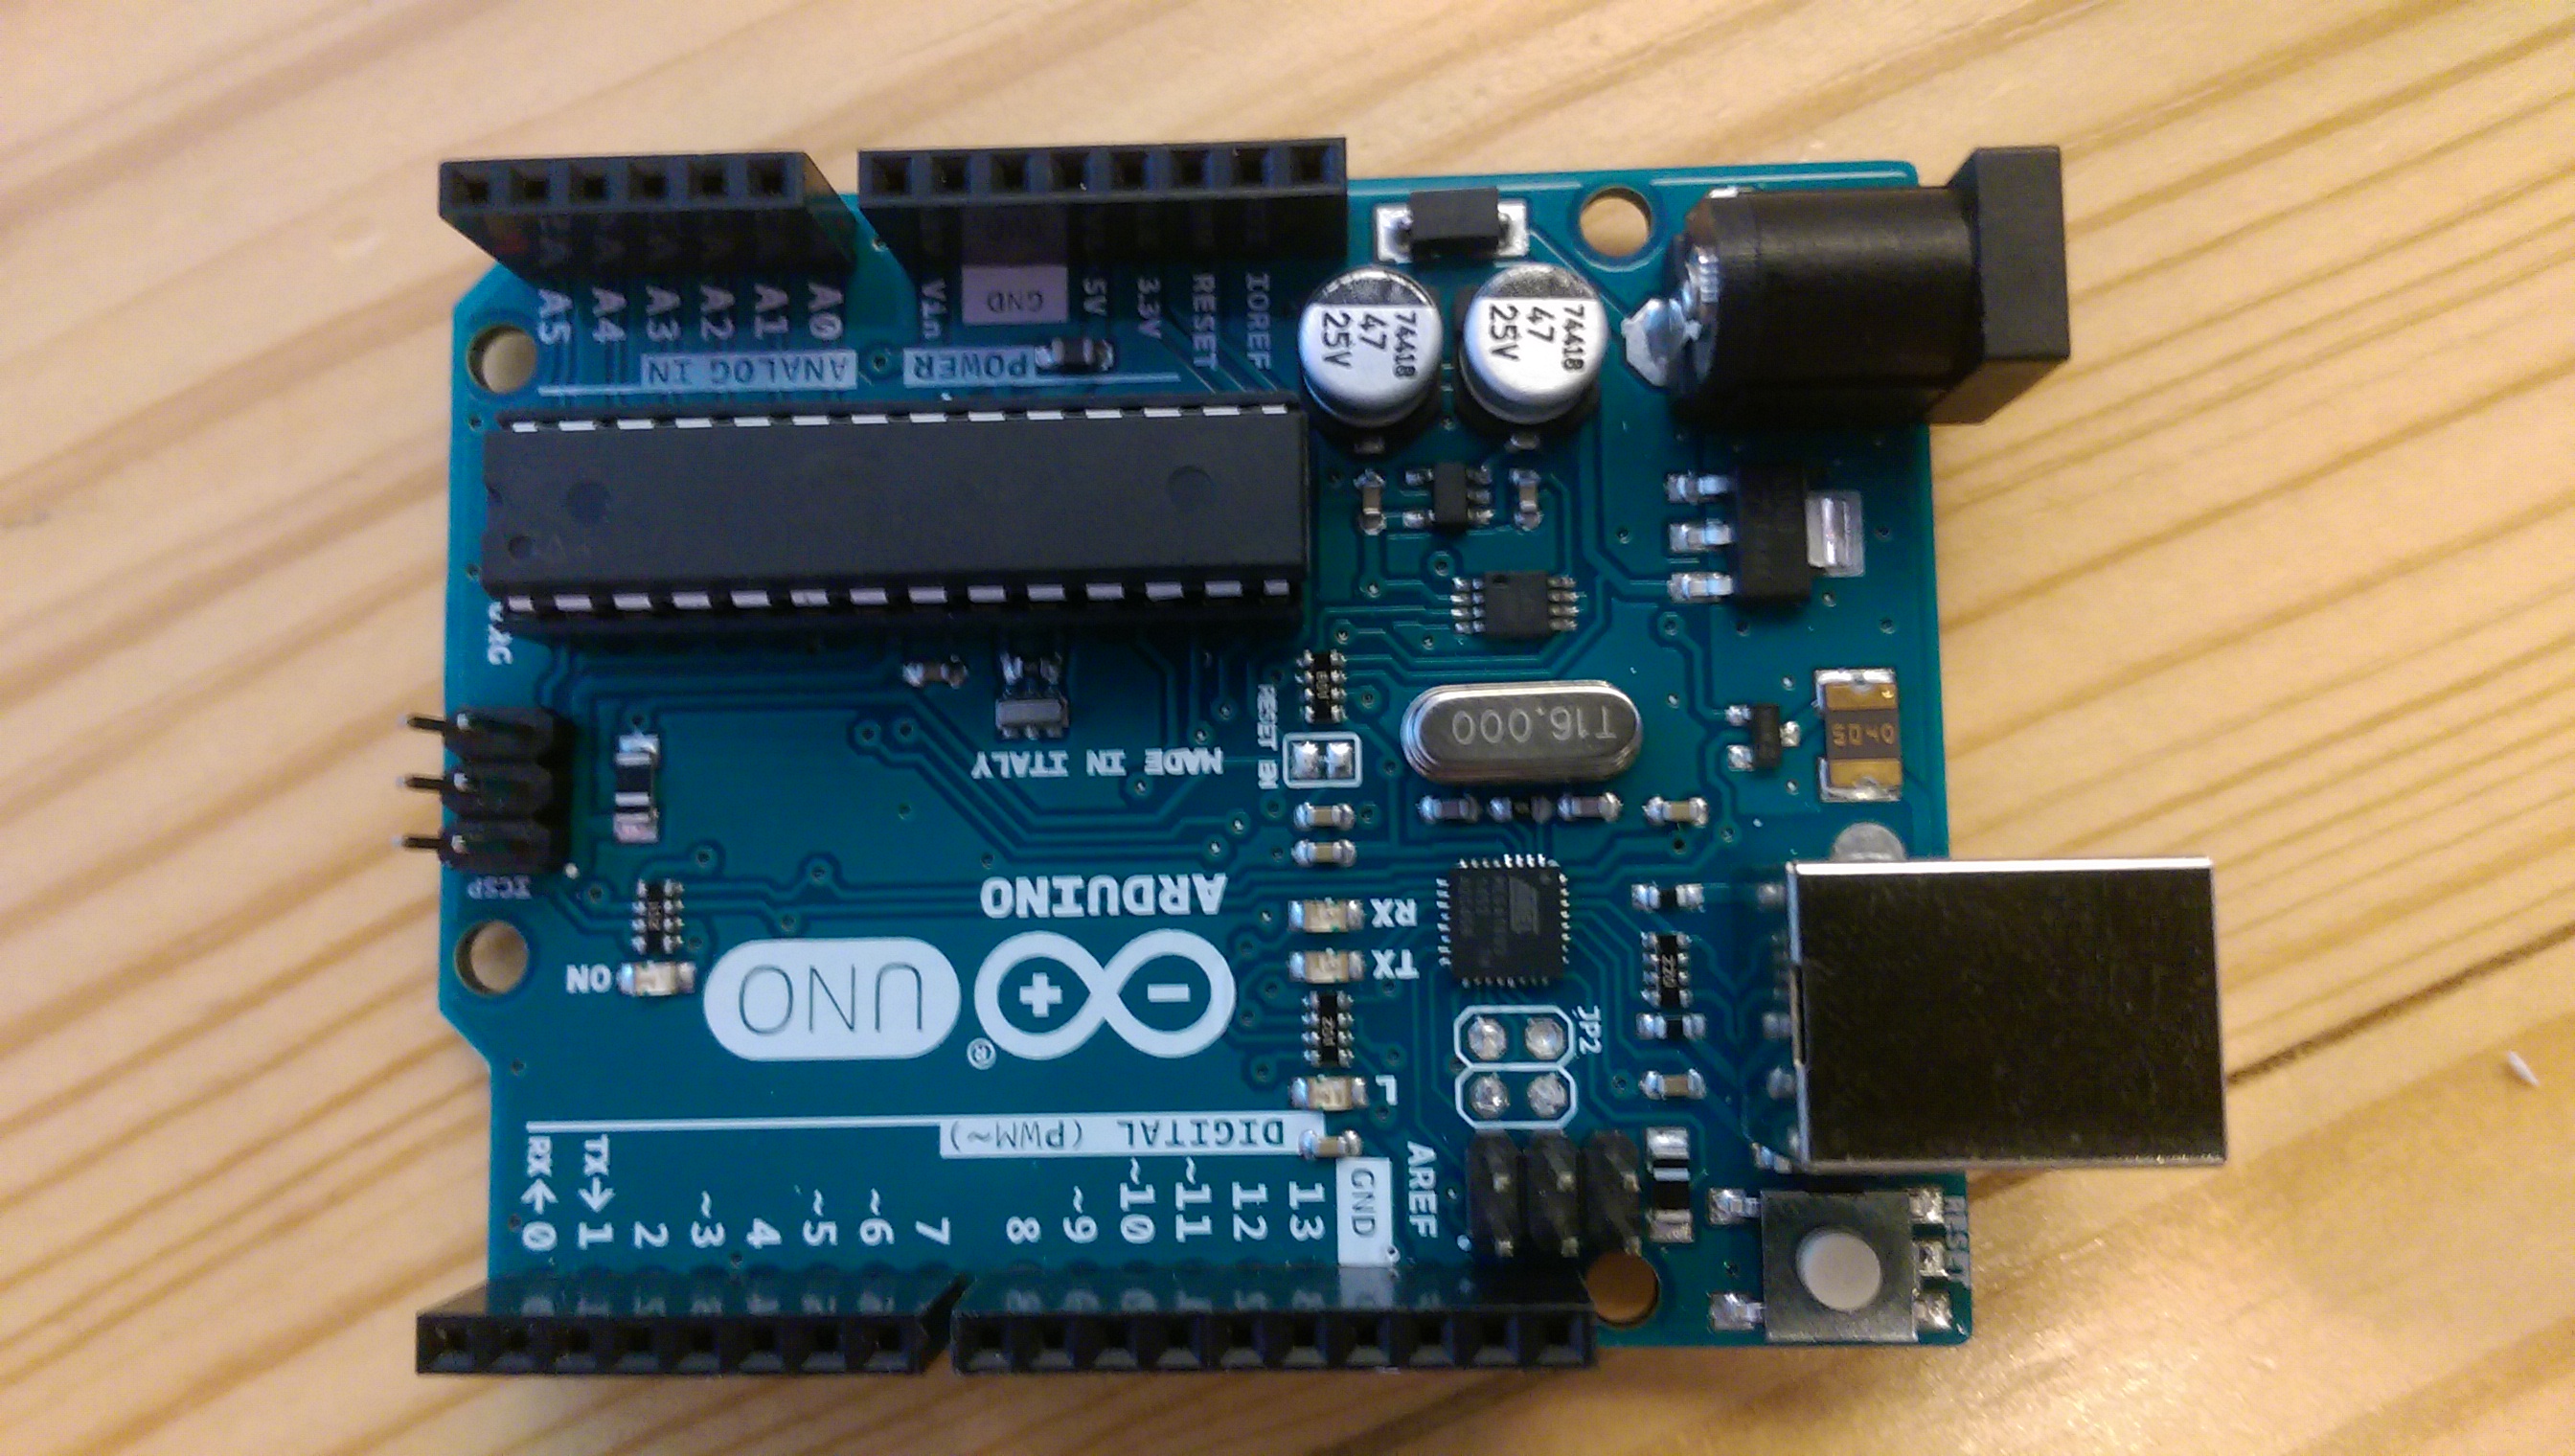 RX←0
TX→1
2
~3
4
~5
~6
7
8
~9
~10
~11
12
13
GND
AREF
DIGITAL (PWM~)
RESET
L
JP2
UNO
®
ON
TX
RX
ARDUINO
ICSP
MADE IN ITALY
RESET EN
T16.000
220
74418
47
25V
74418
47
25V
POWER
ANALOG IN
IOREF
RESET
3.3V
5V
GND
Vin
A0
A1
A2
A3
A4
A5